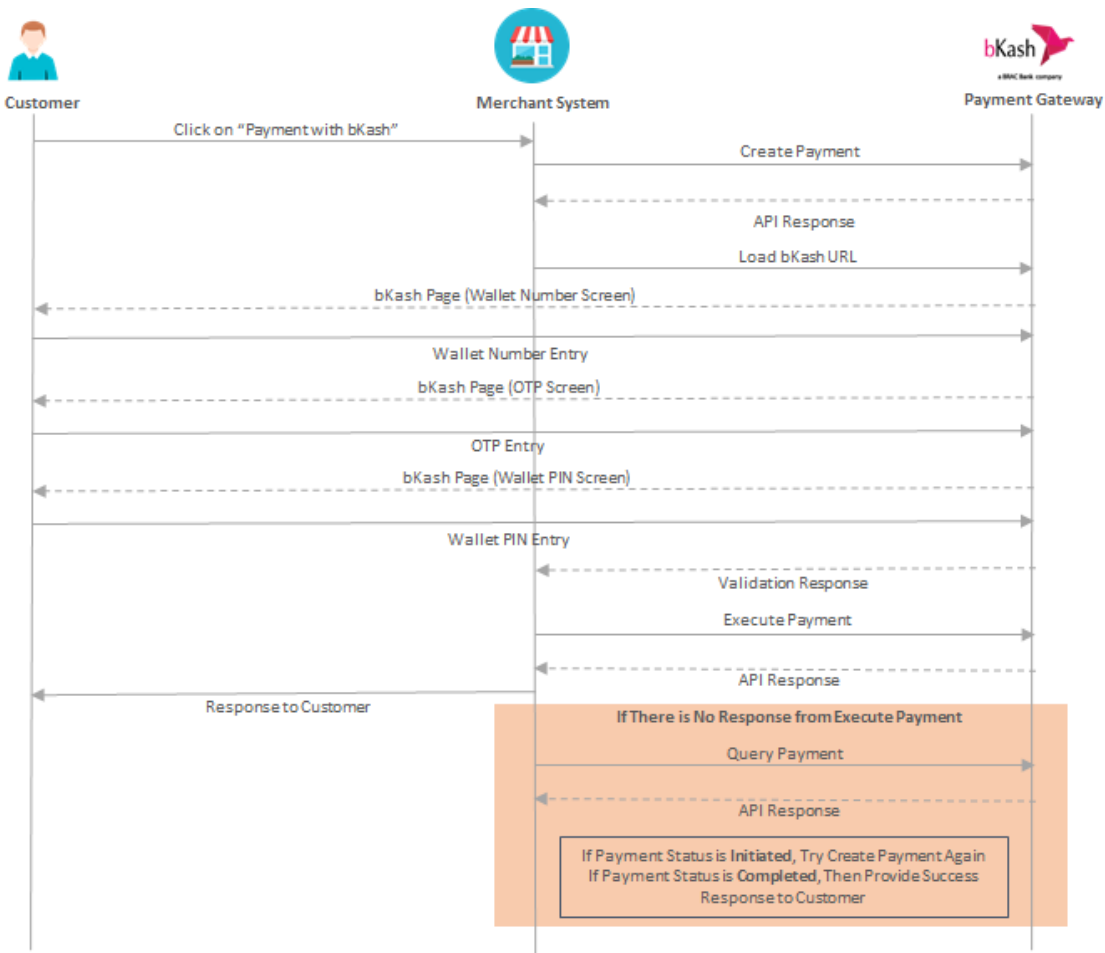 bKash
a BRAC Bank company
Customer
Merchant System
Payment Gateway
Click on “Payment with bKash”
Create Payment
API Response
Load bKash URL
bKash Page (Wallet Number Screen)
Wallet Number Entry
bKash Page (OTP Screen)
OTP Entry
bKash Page (Wallet PIN Screen)
Wallet PIN Entry
Validation Response
Execute Payment
API Response
Response to Customer
If There is No Response from Execute Payment
Query Payment
API Response
If Payment Status is Initiated, Try Create Payment Again
If Payment Status is Completed, Then Provide Success
Response to Customer